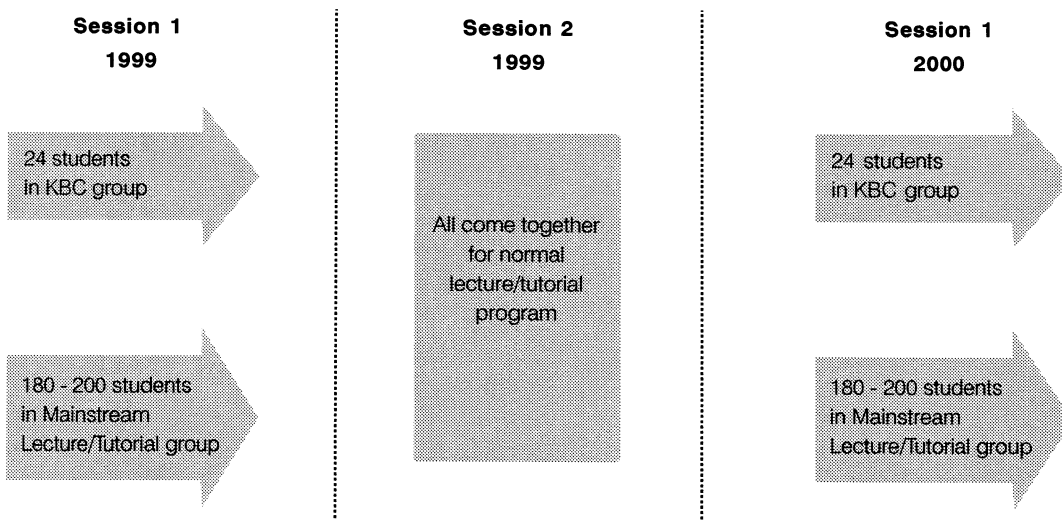 Session 1
1999
24 students
in KBC group
180 - 200 students
in Mainstream
Lecture/Tutorial group
Session 2
1999
All come together
for normal
lecture/tutorial
program
Session 1
2000
24 students
in KBC group
180 - 200 students
in Mainstream
Lecture/Tutorial group